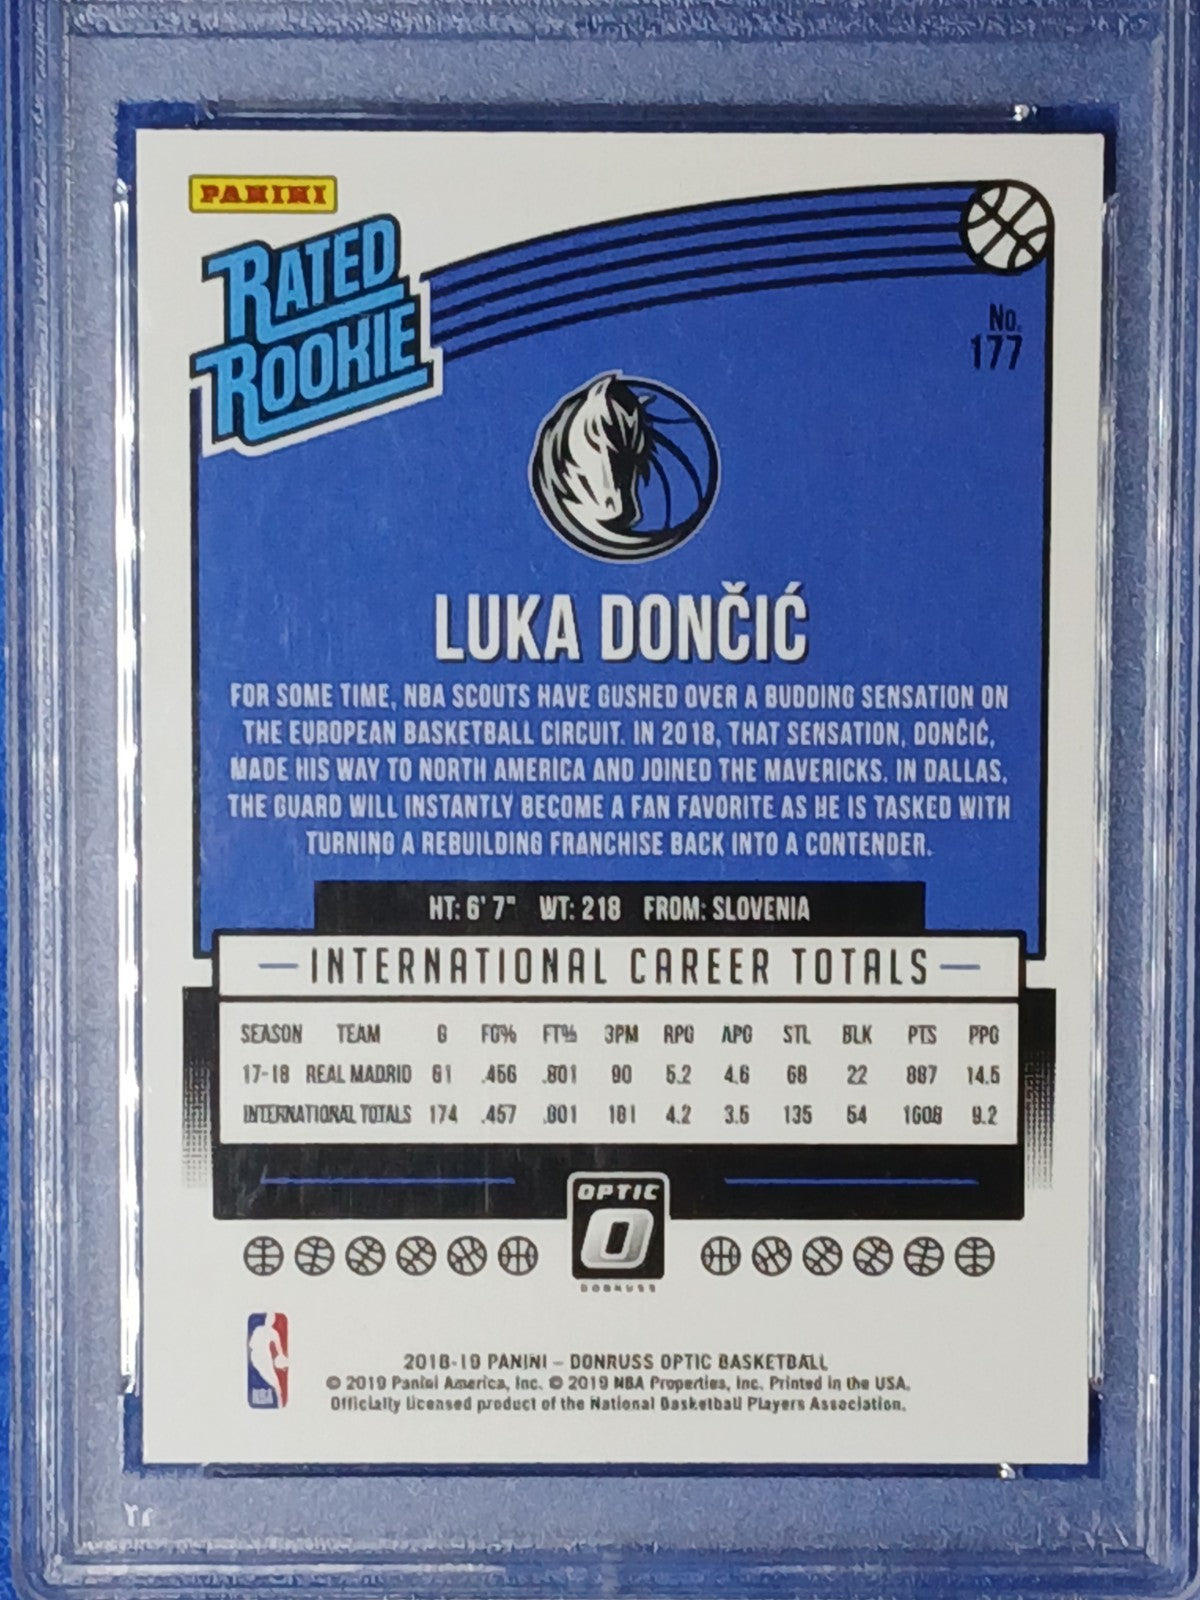 PANINI
RATED
ROOKIE
No.
177
LUKA DONČIĆ
FOR SOME TIME, NBA SCOUTS HAVE GUSHED OVER A BUDDING SENSATION ON
THE EUROPEAN BASKETBALL CIRCUIT. IN 2018, THAT SENSATION, DONČIĆ,
MADE HIS WAY TO NORTH AMERICA AND JOINED THE MAVERICKS. IN DALLAS,
THE GUARD WILL INSTANTLY BECOME A FAN FAVORITE AS HE IS TASKED WITH
TURNING A REBUILDING FRANCHISE BACK INTO A CONTENDER.
HT: 6' 7" WT: 218 FROM: SLOVENIA
INTERNATIONAL CAREER TOTALS
SEASON TEAM G FG% FT% 3PM RPG APG STL BLK PTS PPG
17-18 REAL MADRID 61 .456 .801 90 5.2 4.6 68 22 887 14.5
INTERNATIONAL TOTALS 174 .457 .801 181 4.2 3.5 135 54 1608 9.2
OPTIC
O
DONRUSS
NBA
2018-19 PANINI – DONRUSS OPTIC BASKETBALL
© 2019 Panini America, Inc. © 2019 NBA Properties, Inc. Printed in the USA.
Officially licensed product of the National Basketball Players Association.